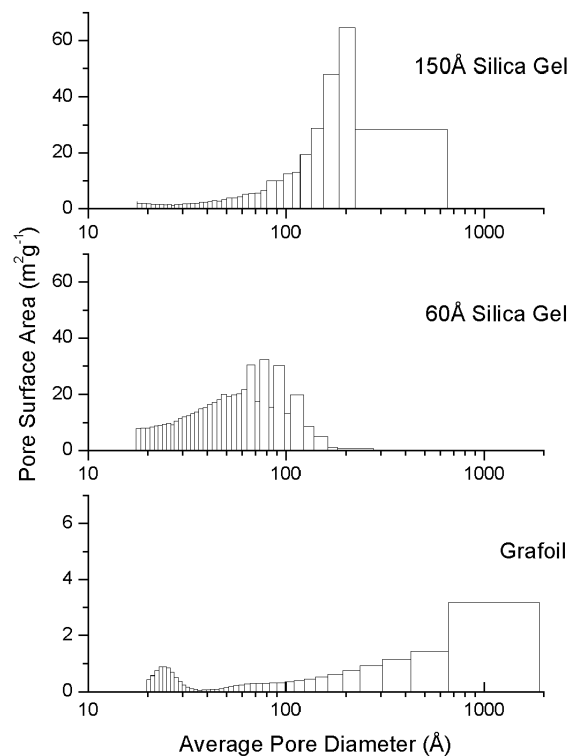 60
150Å Silica Gel
40
20
0
10 100 1000
60
60Å Silica Gel
40
20
0
10 100 1000
6
Grafoil
4
2
0
10 100 1000
Pore Surface Area (m²g⁻¹)
Average Pore Diameter (Å)